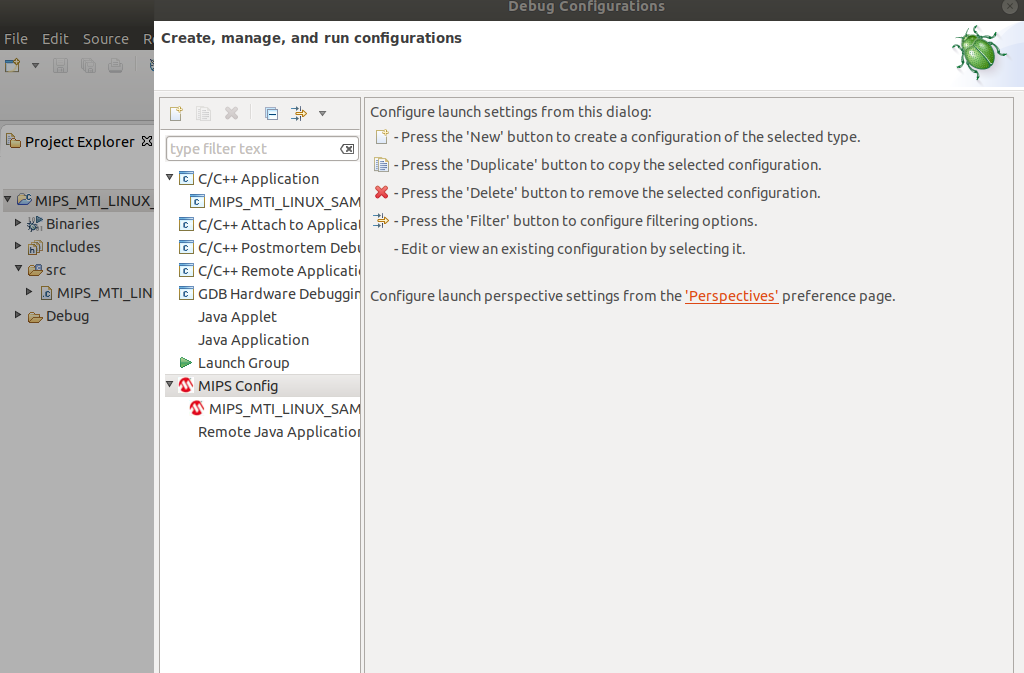 Debug Configurations
File Edit Source
Create, manage, and run configurations
Project Explorer
type filter text
MIPS_MTI_LINUX_
Binaries
Includes
src
MIPS_MTI_LIN
Debug
C/C++ Application
MIPS_MTI_LINUX_SAM
C/C++ Attach to Applicat
C/C++ Postmortem Debu
C/C++ Remote Applicatio
GDB Hardware Debuggin
Java Applet
Java Application
Launch Group
MIPS Config
MIPS_MTI_LINUX_SAM
Remote Java Application
Configure launch settings from this dialog:
- Press the 'New' button to create a configuration of the selected type.
- Press the 'Duplicate' button to copy the selected configuration.
- Press the 'Delete' button to remove the selected configuration.
- Press the 'Filter' button to configure filtering options.
- Edit or view an existing configuration by selecting it.
Configure launch perspective settings from the 'Perspectives' preference page.